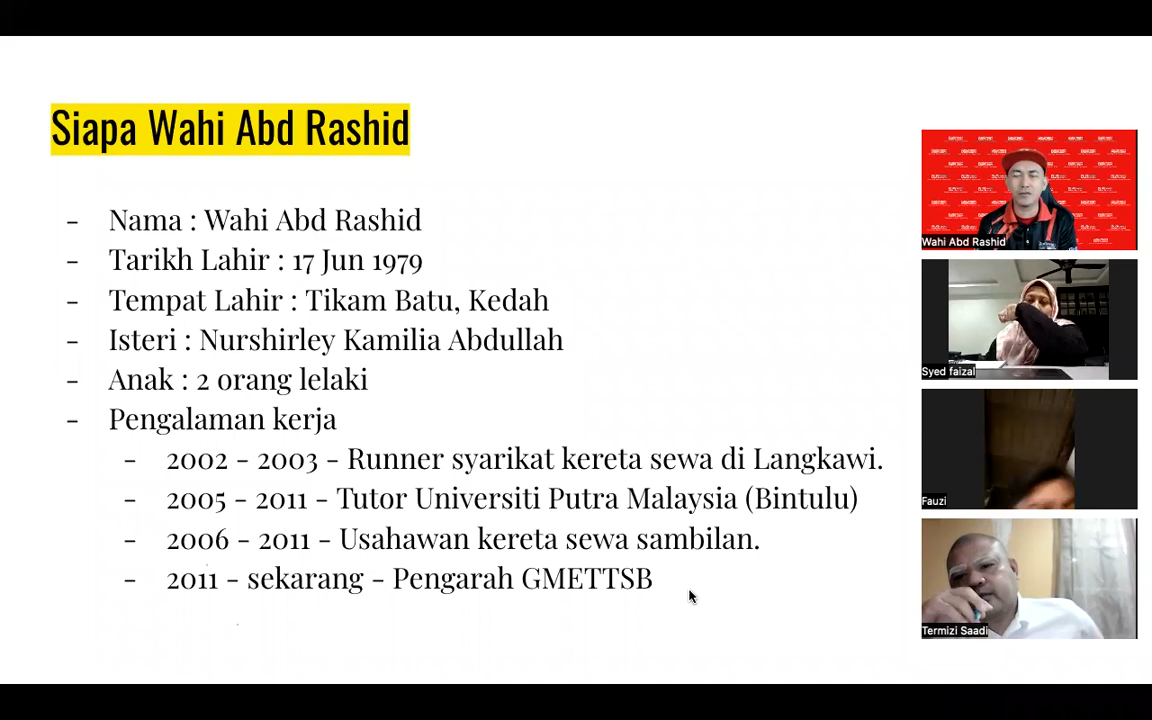 Siapa Wahi Abd Rashid
- Nama : Wahi Abd Rashid
- Tarikh Lahir : 17 Jun 1979
- Tempat Lahir : Tikam Batu, Kedah
- Isteri : Nurshirley Kamilia Abdullah
- Anak : 2 orang lelaki
- Pengalaman kerja
- 2002 - 2003 - Runner syarikat kereta sewa di Langkawi.
- 2005 - 2011 - Tutor Universiti Putra Malaysia (Bintulu)
- 2006 - 2011 - Usahawan kereta sewa sambilan.
- 2011 - sekarang - Pengarah GMETTSB
Wahi Abd Rashid
Syed faizal
Fauzi
Termizi Saadi